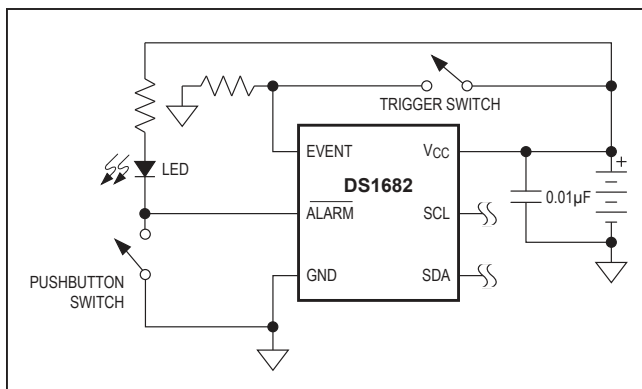 TRIGGER SWITCH
EVENT
VCC
LED
DS1682
+
0.01µF
ALARM
SCL
GND
SDA
PUSHBUTTON
SWITCH